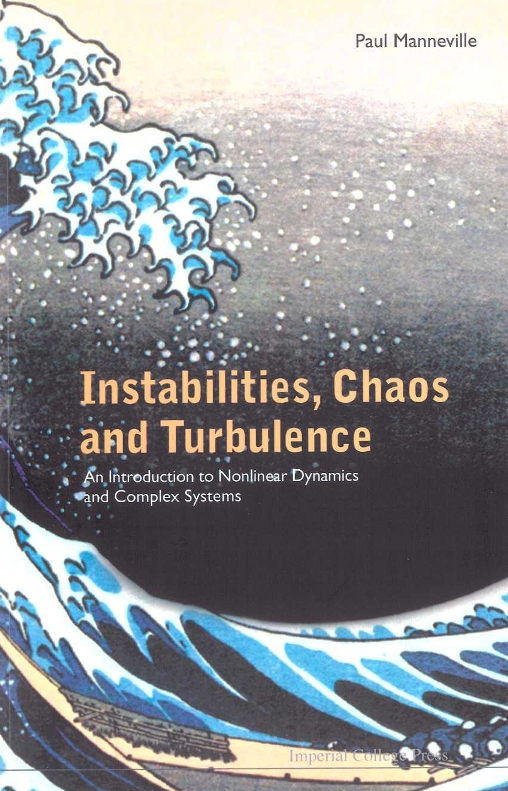 Paul Manneville
Instabilities, Chaos
and Turbulence
An Introduction to Nonlinear Dynamics
and Complex Systems
Imperial College Press